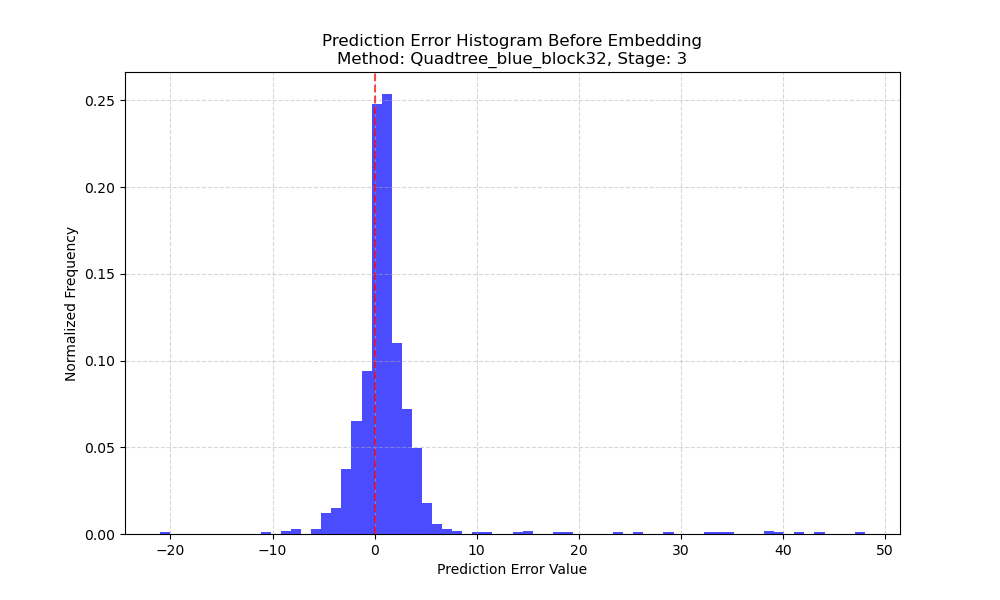 Prediction Error Histogram Before Embedding
Method: Quadtree_blue_block32, Stage: 3
Normalized Frequency
0.25
0.20
0.15
0.10
0.05
0.00
−20 −10 0 10 20 30 40 50
Prediction Error Value